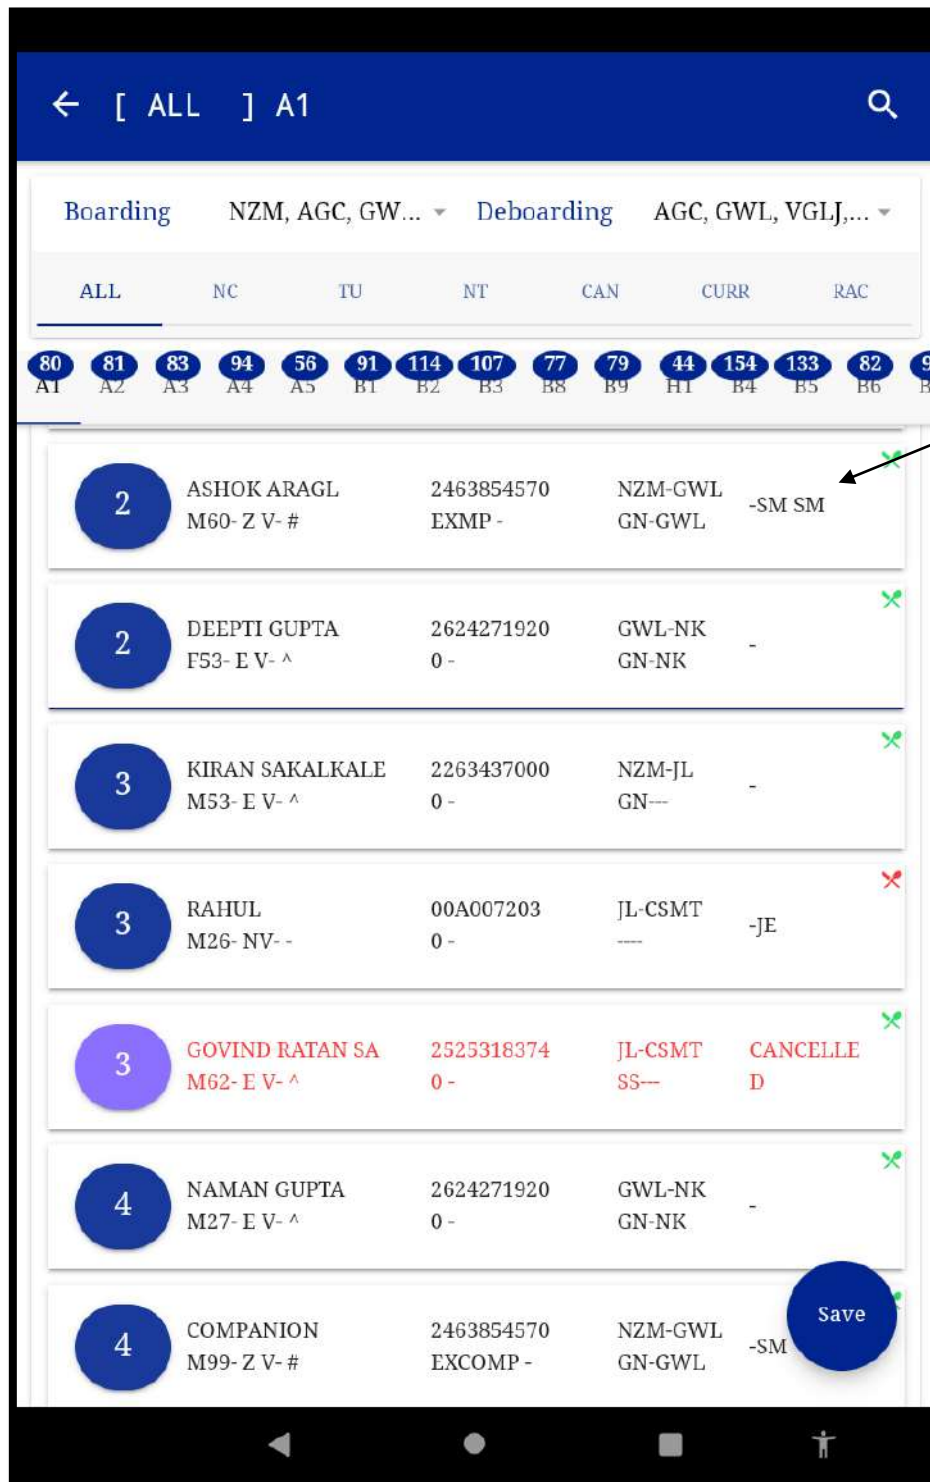 [ ALL ] A1
Boarding NZM, AGC, GW... Deboarding AGC, GWL, VGLJ,...
ALL NC TU NT CAN CURR RAC
80 81 83 94 56 91 114 107 77 79 44 154 133 82 9
A1 A2 A3 A4 A5 B1 B2 B3 B8 B9 H1 B4 B5 B6 B
2 ASHOK ARAGL 2463854570 NZM-GWL -SM SM
M60- Z V- # EXMP - GN-GWL
2 DEEPTI GUPTA 2624271920 GWL-NK -
F53- E V- ^ 0 - GN-NK
3 KIRAN SAKALKALE 2263437000 NZM-JL -
M53- E V- ^ 0 - GN---
3 RAHUL 00A007203 JL-CSMT -JE
M26- NV- - 0 - ----
3 GOVIND RATAN SA 2525318374 JL-CSMT CANCELLE
M62- E V- ^ 0 - SS--- D
4 NAMAN GUPTA 2624271920 GWL-NK -
M27- E V- ^ 0 - GN-NK
4 COMPANION 2463854570 NZM-GWL -SM
M99- Z V- # EXCOMP - GN-GWL
Save